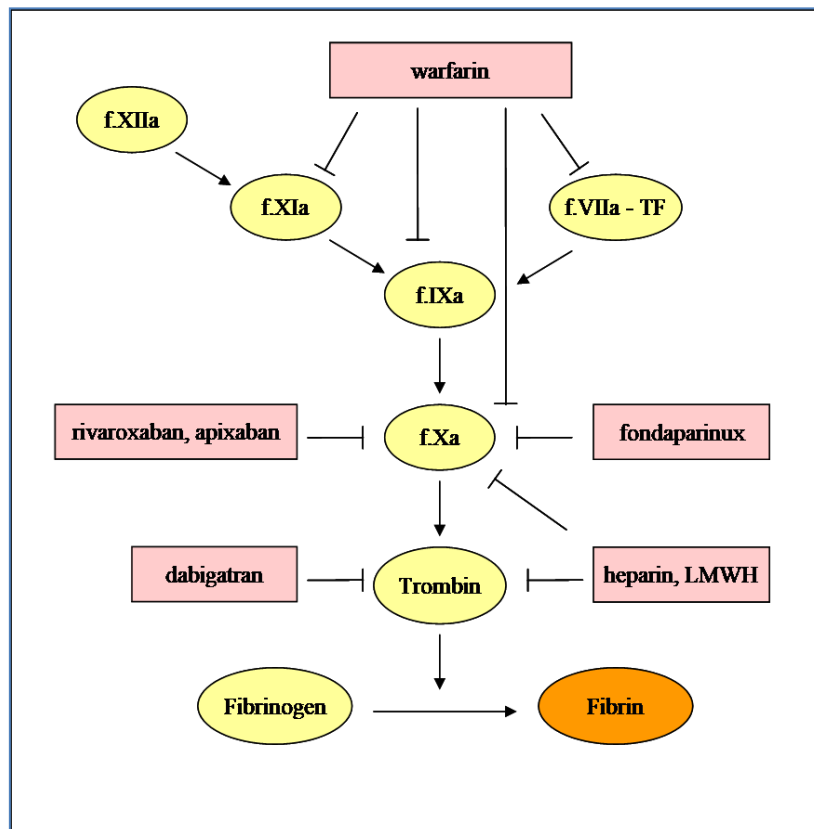 warfarin
f.XIIa
f.XIa
f.VIIa - TF
f.IXa
rivaroxaban, apixaban
f.Xa
fondaparinux
dabigatran
Trombin
heparin, LMWH
Fibrinogen
Fibrin